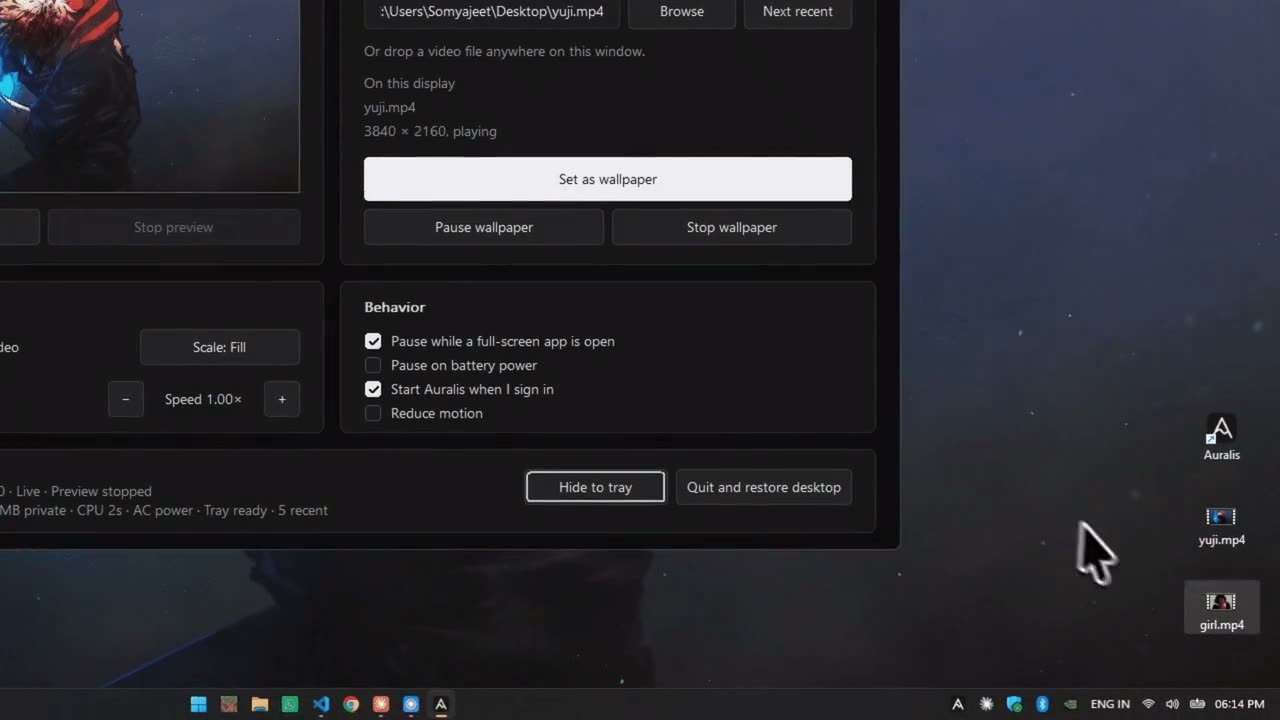 :\Users\Somyajeet\Desktop\yuji.mp4
Browse
Next recent
Or drop a video file anywhere on this window.
On this display
yuji.mp4
3840 × 2160, playing
Set as wallpaper
Stop preview
Pause wallpaper
Stop wallpaper
Behavior
Pause while a full-screen app is open
deo
Scale: Fill
Pause on battery power
Start Auralis when I sign in
−
Speed 1.00×
+
Reduce motion
Hide to tray
Quit and restore desktop
0 · Live · Preview stopped
MB private · CPU 2s · AC power · Tray ready · 5 recent
Auralis
yuji.mp4
girl.mp4
ENG IN
06:14 PM